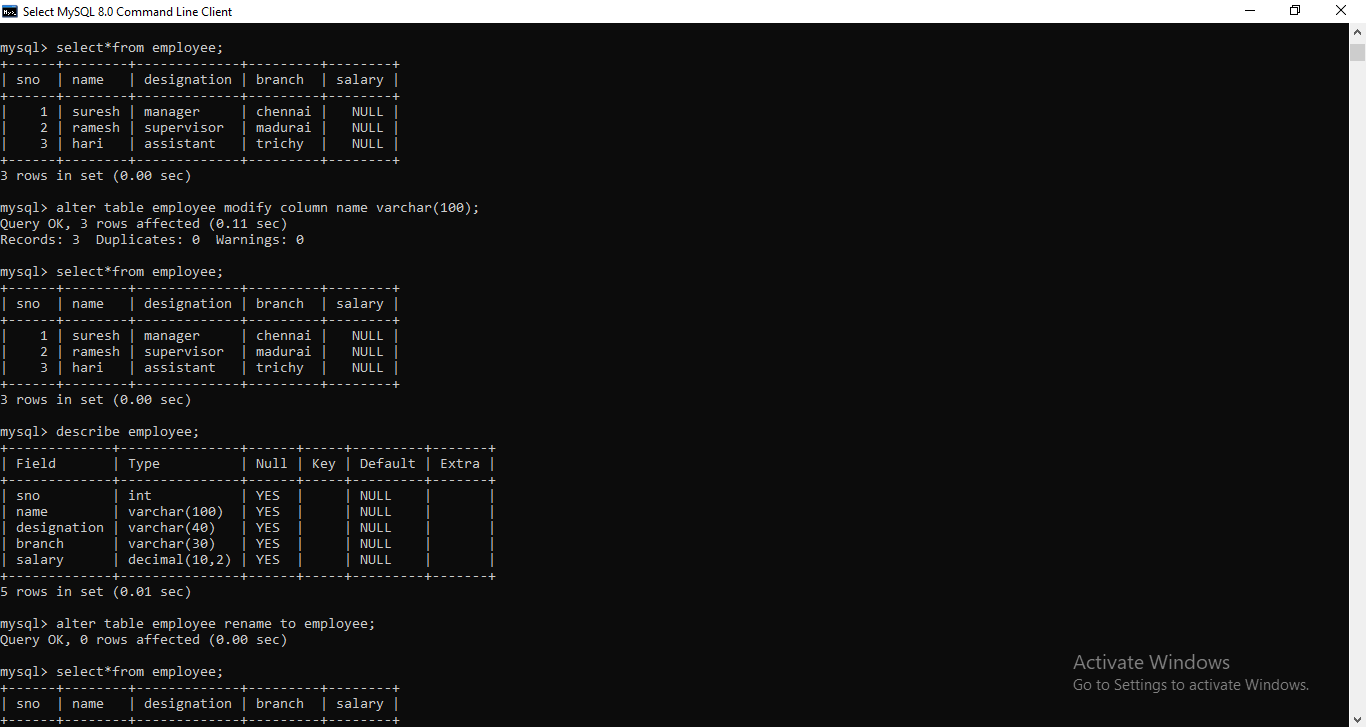 Select MySQL 8.0 Command Line Client
mysql> select*from employee;
+------+--------+-------------+---------+--------+
| sno  | name   | designation | branch  | salary |
+------+--------+-------------+---------+--------+
|    1 | suresh | manager     | chennai |   NULL |
|    2 | ramesh | supervisor  | madurai |   NULL |
|    3 | hari   | assistant   | trichy  |   NULL |
+------+--------+-------------+---------+--------+
3 rows in set (0.00 sec)
mysql> alter table employee modify column name varchar(100);
Query OK, 3 rows affected (0.11 sec)
Records: 3  Duplicates: 0  Warnings: 0
mysql> select*from employee;
+------+--------+-------------+---------+--------+
| sno  | name   | designation | branch  | salary |
+------+--------+-------------+---------+--------+
|    1 | suresh | manager     | chennai |   NULL |
|    2 | ramesh | supervisor  | madurai |   NULL |
|    3 | hari   | assistant   | trichy  |   NULL |
+------+--------+-------------+---------+--------+
3 rows in set (0.00 sec)
mysql> describe employee;
+-------------+---------------+------+-----+---------+-------+
| Field       | Type          | Null | Key | Default | Extra |
+-------------+---------------+------+-----+---------+-------+
| sno         | int           | YES  |     | NULL    |       |
| name        | varchar(100)  | YES  |     | NULL    |       |
| designation | varchar(40)   | YES  |     | NULL    |       |
| branch      | varchar(30)   | YES  |     | NULL    |       |
| salary      | decimal(10,2) | YES  |     | NULL    |       |
+-------------+---------------+------+-----+---------+-------+
5 rows in set (0.01 sec)
mysql> alter table employee rename to employee;
Query OK, 0 rows affected (0.00 sec)
mysql> select*from employee;
+------+--------+-------------+---------+--------+
| sno  | name   | designation | branch  | salary |
+------+--------+-------------+---------+--------+
Activate Windows
Go to Settings to activate Windows.